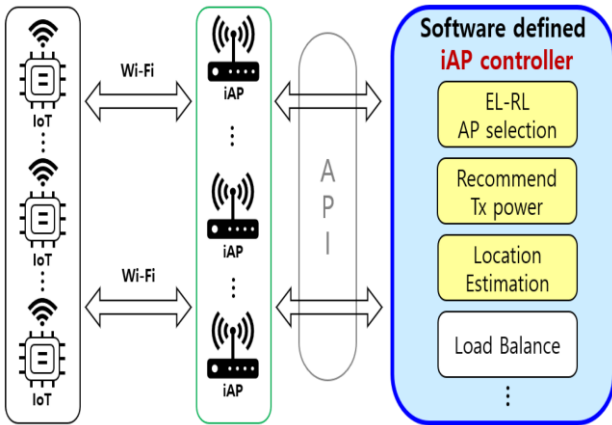 IoT
⋮
IoT
⋮
IoT
Wi-Fi
Wi-Fi
iAP
⋮
iAP
⋮
iAP
A
P
I
Software defined
iAP controller
EL-RL
AP selection
Recommend
Tx power
Location
Estimation
Load Balance
⋮